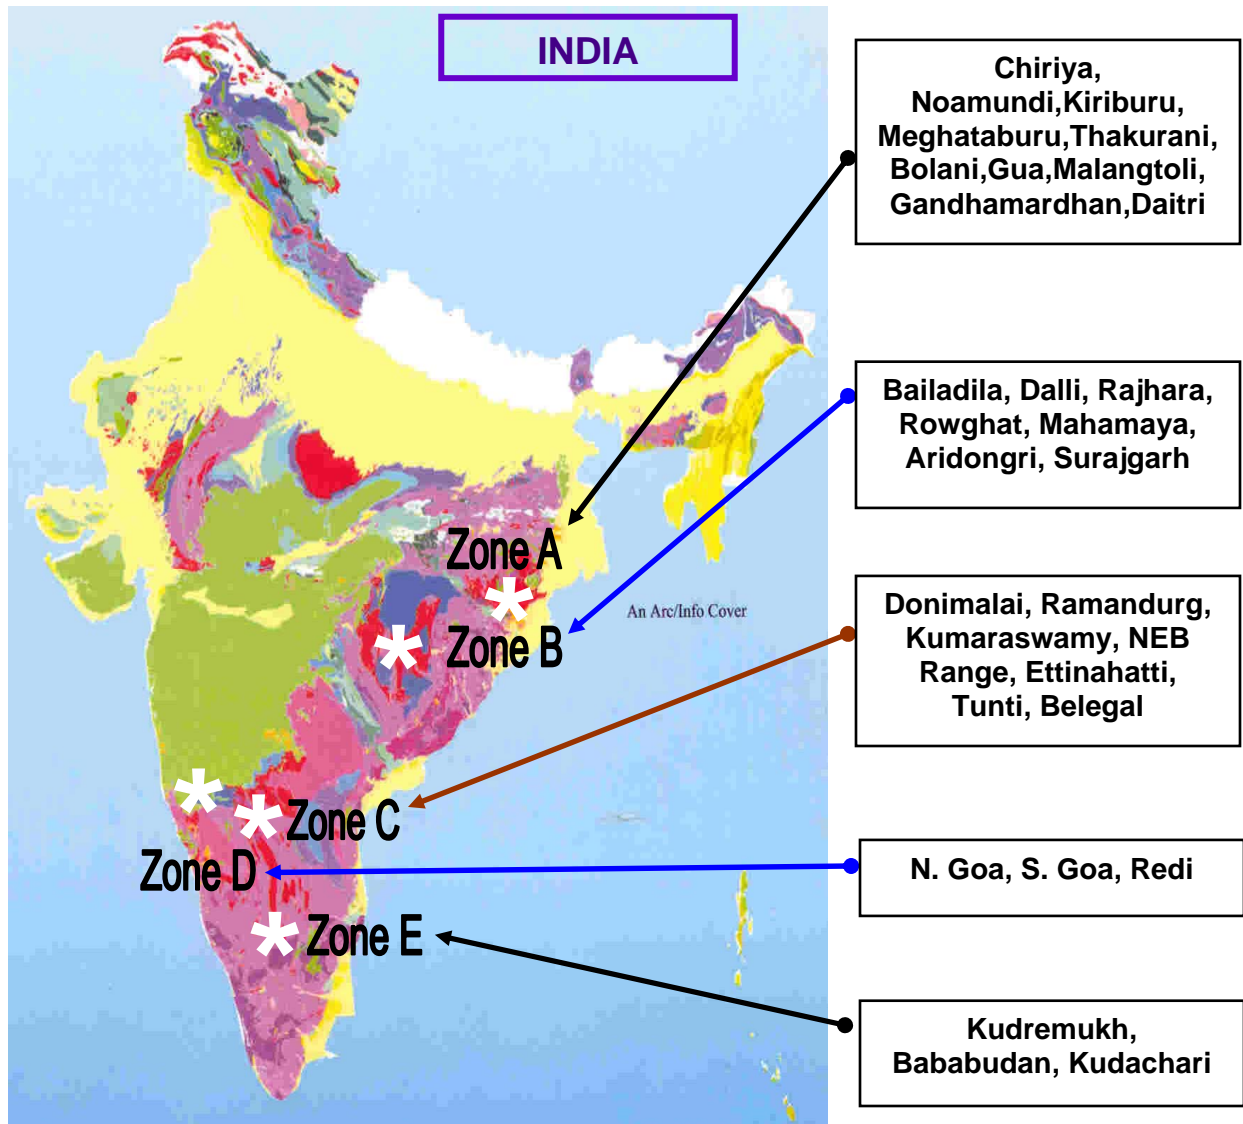 INDIA
Chiriya,
Noamundi,Kiriburu,
Meghataburu,Thakurani,
Bolani,Gua,Malangtoli,
Gandhamardhan,Daitri
Bailadila, Dalli, Rajhara,
Rowghat, Mahamaya,
Aridongri, Surajgarh
Zone A
An Arc/Info Cover
Zone B
Donimalai, Ramandurg,
Kumaraswamy, NEB
Range, Ettinahatti,
Tunti, Belegal
Zone C
Zone D
N. Goa, S. Goa, Redi
Zone E
Kudremukh,
Bababudan, Kudachari